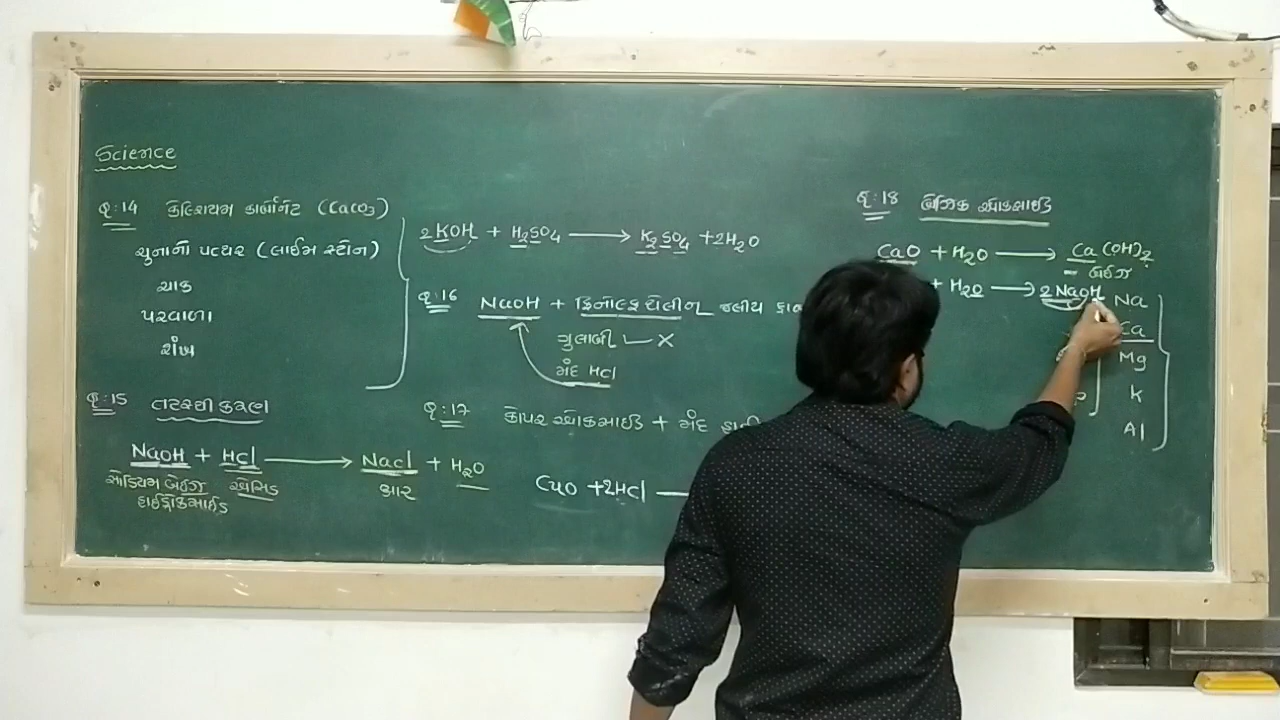 Science
પ્ર:14 કેલ્શિયમ કાર્બોનેટ (CaCO3)
ચુનાનો પત્થર (લાઈમ સ્ટોન)
ચાક
પરવાળા
શંખ
પ્ર:15 તટસ્થીકરણ
NaOH + HCl ⟶ NaCl + H2O
સોડિયમ બેઈઝ એસિડ ક્ષાર
હાઈડ્રોક્સાઈડ
2KOH + H2SO4 ⟶ K2SO4 + 2H2O
પ્ર:16 NaOH + ફિનોલ્ફથેલીન જલીય
ગુલાબી X
મંદ HCl
પ્ર:17 કોપર ઓક્સાઈડ + મંદ
CuO + 2HCl
પ્ર:18 બેઝિક ઓક્સાઈડ
CaO + H2O ⟶ Ca(OH)2
બેઈઝ
+ H2O ⟶ 2NaOH
Na
Ca
Mg
K
Al